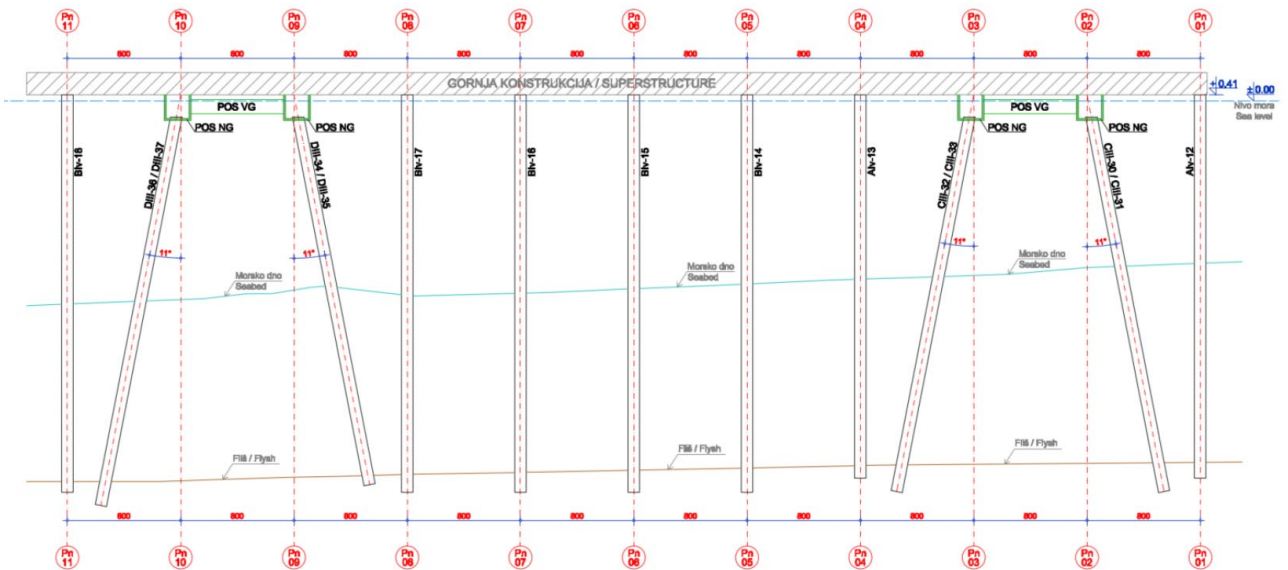 Pn
11
Pn
10
Pn
09
Pn
08
Pn
07
Pn
06
Pn
05
Pn
04
Pn
03
Pn
02
Pn
01
800
800
800
800
800
800
800
800
800
800
GORNJA KONSTRUKCIJA / SUPERSTRUCTURE
± 0.41
± 0.00
Nivo mora
Sea level
POS VG
POS NG
POS NG
POS VG
POS NG
POS NG
BIv-18
DIII-36 / DIII-37
DIII-34 / DIII-35
BIv-17
BIv-16
BIv-15
BIv-14
AIv-13
CIII-32 / CIII-33
CIII-30 / CIII-31
AIv-12
11°
11°
11°
11°
Morsko dno
Seabed
Morsko dno
Seabed
Morsko dno
Seabed
Fliš / Flysh
Fliš / Flysh
Fliš / Flysh
800
800
800
800
800
800
800
800
800
800
Pn
11
Pn
10
Pn
09
Pn
08
Pn
07
Pn
06
Pn
05
Pn
04
Pn
03
Pn
02
Pn
01